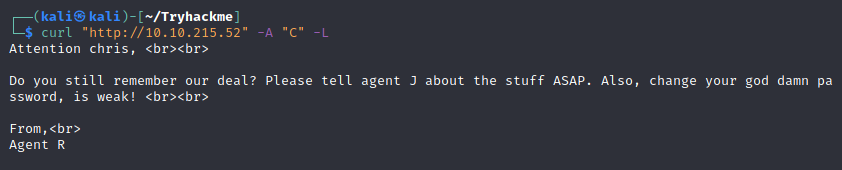 ┌──(kali㉿kali)-[~/Tryhackme]
└─$ curl "http://10.10.215.52" -A "C" -L
Attention chris, <br><br>
Do you still remember our deal? Please tell agent J about the stuff ASAP. Also, change your god damn pa
ssword, is weak! <br><br>
From,<br>
Agent R